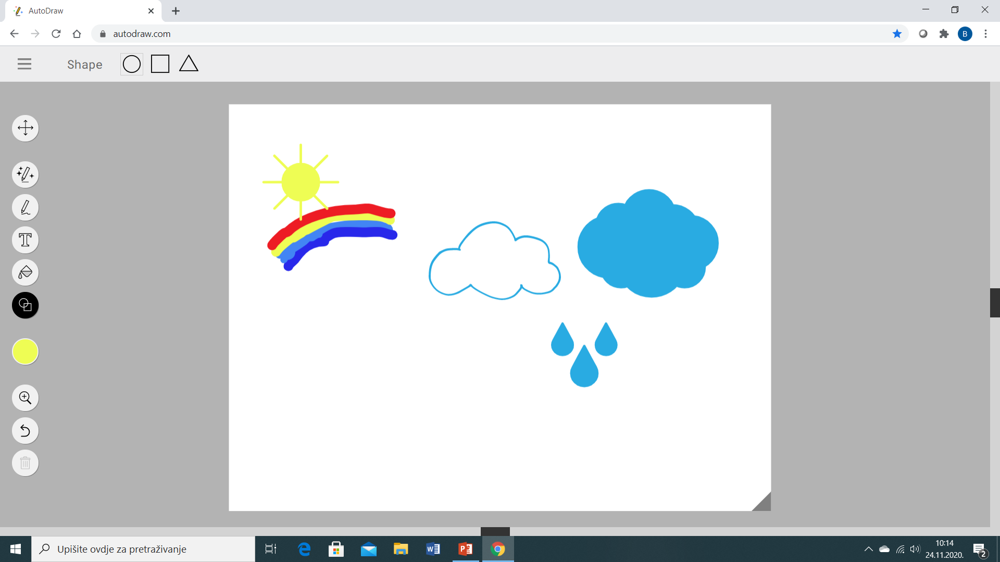 AutoDraw
autodraw.com
B
Shape
T
Upišite ovdje za pretraživanje
10:14
24.11.2020.
2